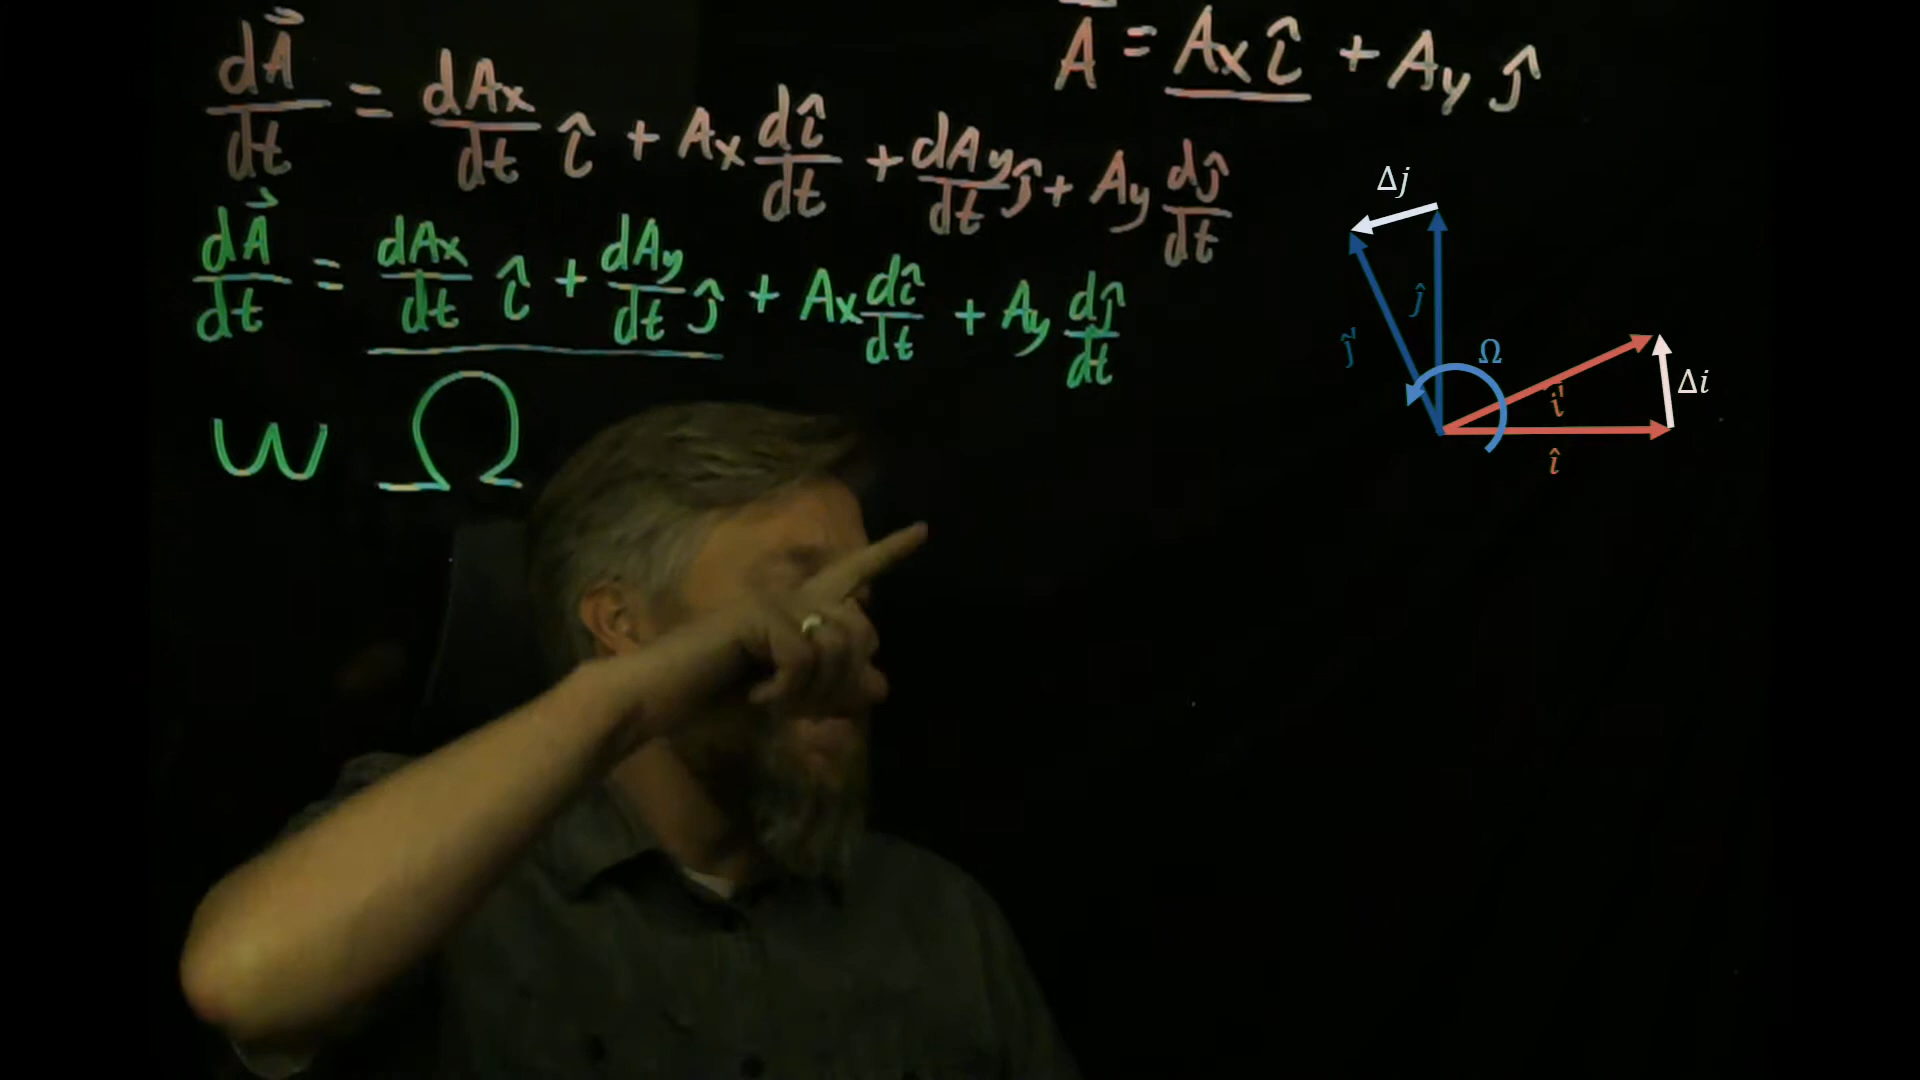 A⃗ = Ax î + Ay ĵ
dA⃗/dt = dAx/dt î + Ax dî/dt + dAy/dt ĵ + Ay dĵ/dt
dA⃗/dt = dAx/dt î + dAy/dt ĵ + Ax dî/dt + Ay dĵ/dt
ω Ω
Δj
ĵ
ĵ'
Ω
î'
Δi
î